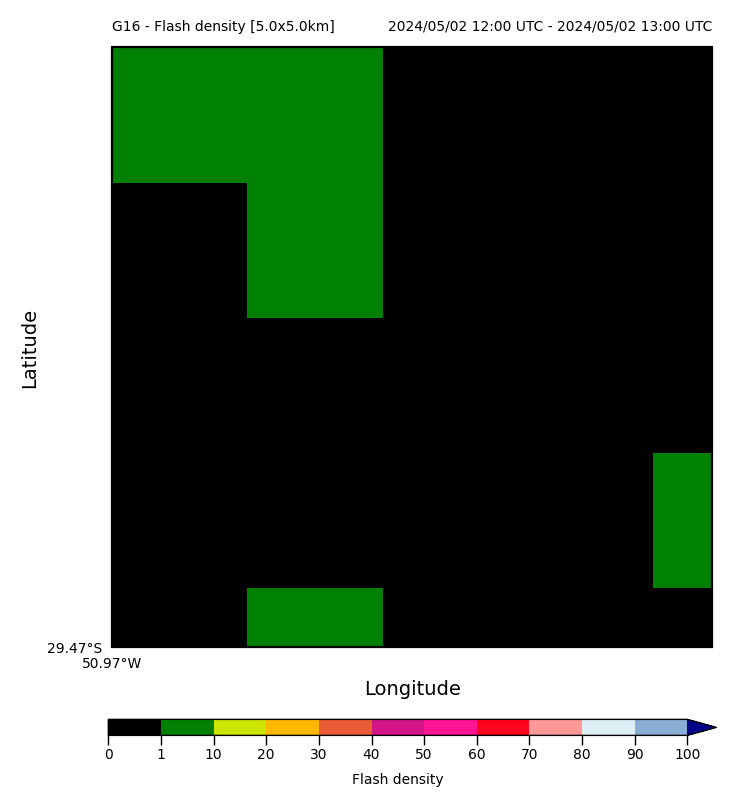 G16 - Flash density [5.0x5.0km] 2024/05/02 12:00 UTC - 2024/05/02 13:00 UTC
Latitude
29.47°S
50.97°W
Longitude
0 1 10 20 30 40 50 60 70 80 90 100
Flash density